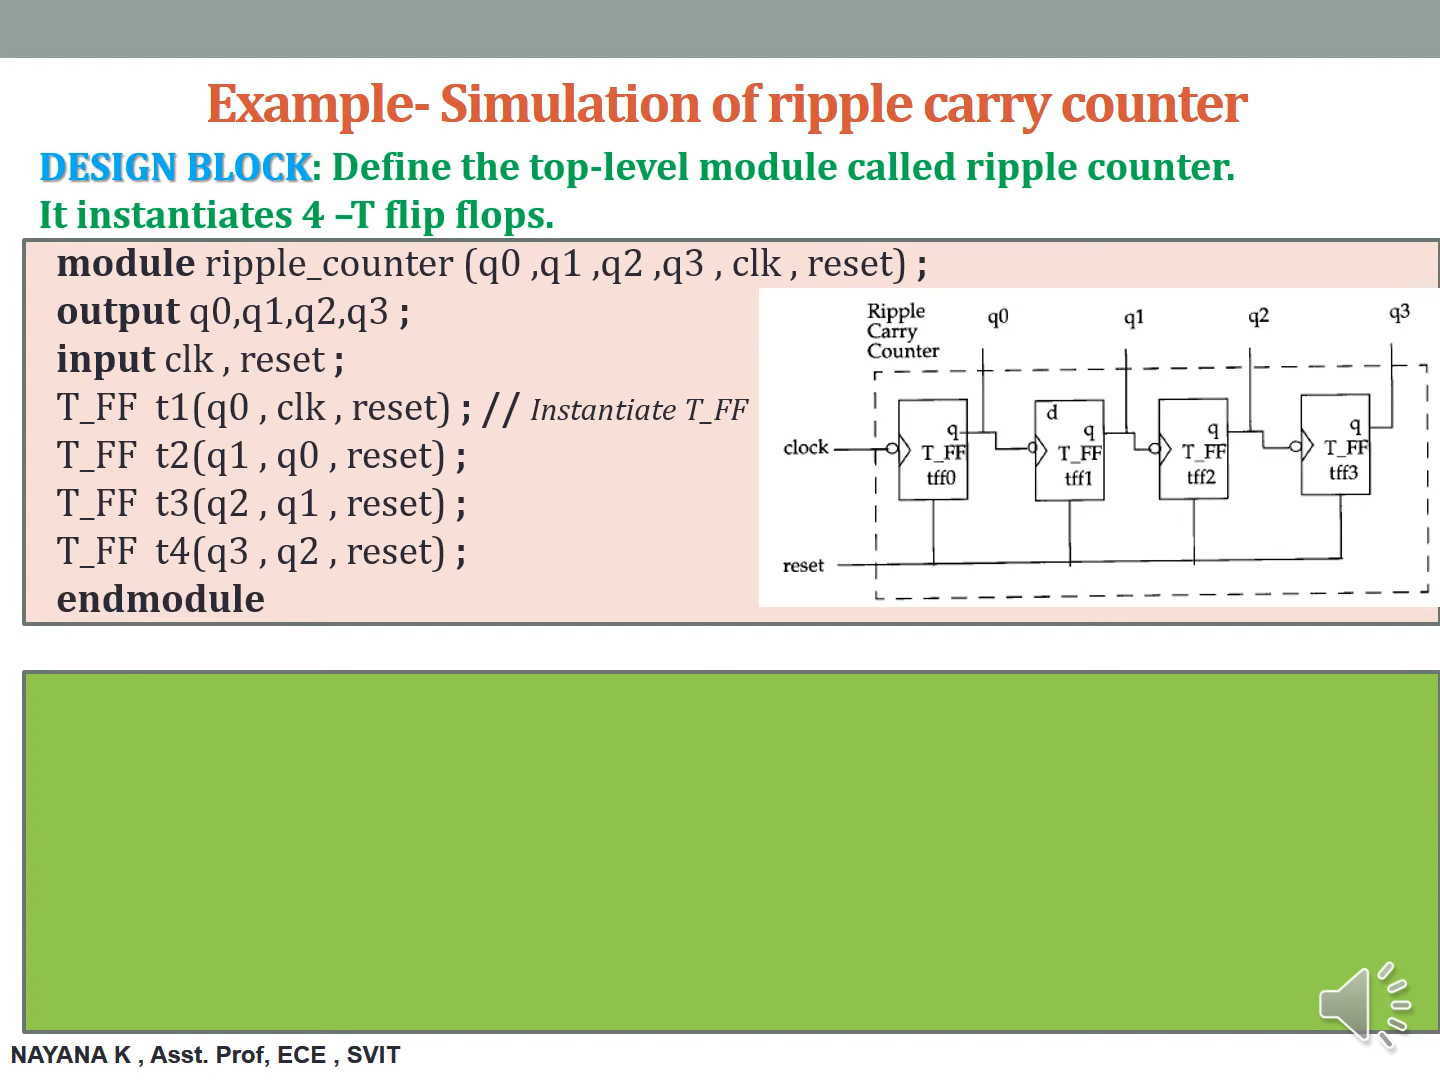 Example- Simulation of ripple carry counter
DESIGN BLOCK: Define the top-level module called ripple counter.
It instantiates 4 –T flip flops.
module ripple_counter (q0 ,q1 ,q2 ,q3 , clk , reset) ;
output q0,q1,q2,q3 ;
input clk , reset ;
T_FF t1(q0 , clk , reset) ; // Instantiate T_FF
T_FF t2(q1 , q0 , reset) ;
T_FF t3(q2 , q1 , reset) ;
T_FF t4(q3 , q2 , reset) ;
endmodule
Ripple
Carry
Counter
q0 q1 q2 q3
d
q q q q
clock T_FF T_FF T_FF T_FF
tff0 tff1 tff2 tff3
reset
NAYANA K , Asst. Prof, ECE , SVIT